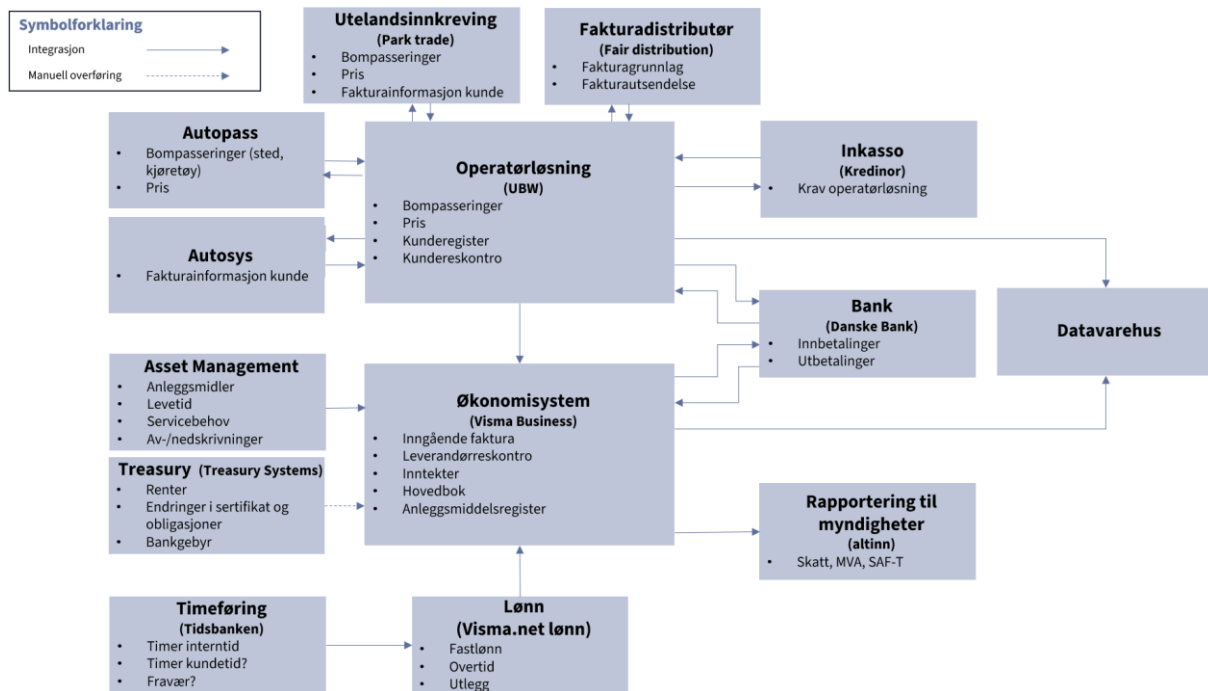 Symbolforklaring
Integrasjon
Manuell overføring
Utelandsinnkreving
(Park trade)
• Bompasseringer
• Pris
• Fakturainformasjon kunde
Fakturadistributør
(Fair distribution)
• Fakturagrunnlag
• Fakturautsendelse
Autopass
• Bompasseringer (sted,
kjøretøy)
• Pris
Operatørløsning
(UBW)
• Bompasseringer
• Pris
• Kunderegister
• Kundereskontro
Inkasso
(Kredinor)
• Krav operatørløsning
Autosys
• Fakturainformasjon kunde
Bank
(Danske Bank)
• Innbetalinger
• Utbetalinger
Datavarehus
Asset Management
• Anleggsmidler
• Levetid
• Servicebehov
• Av-/nedskrivninger
Økonomisystem
(Visma Business)
• Inngående faktura
• Leverandørreskontro
• Inntekter
• Hovedbok
• Anleggsmiddelsregister
Treasury (Treasury Systems)
• Renter
• Endringer i sertifikat og
obligasjoner
• Bankgebyr
Rapportering til
myndigheter
(altinn)
• Skatt, MVA, SAF-T
Timeføring
(Tidsbanken)
• Timer interntid
• Timer kundetid?
• Fravær?
Lønn
(Visma.net lønn)
• Fastlønn
• Overtid
• Utlegg